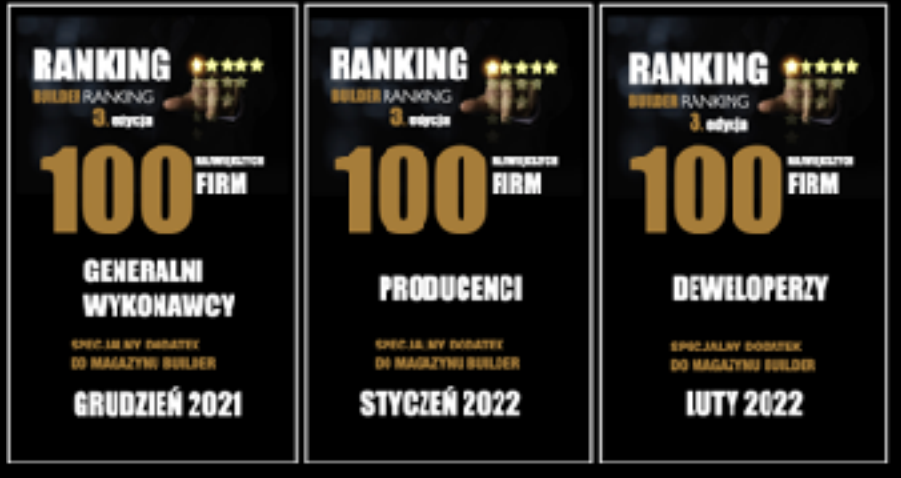 RANKING
BUILDER RANKING
3. edycja
100 NAJWIĘKSZYCH
FIRM
GENERALNI
WYKONAWCY
SPECJALNY DODATEK
DO MAGAZYNU BUILDER
GRUDZIEŃ 2021
RANKING
BUILDER RANKING
3. edycja
100 NAJWIĘKSZYCH
FIRM
PRODUCENCI
SPECJALNY DODATEK
DO MAGAZYNU BUILDER
STYCZEŃ 2022
RANKING
BUILDER RANKING
3. edycja
100 NAJWIĘKSZYCH
FIRM
DEWELOPERZY
SPECJALNY DODATEK
DO MAGAZYNU BUILDER
LUTY 2022